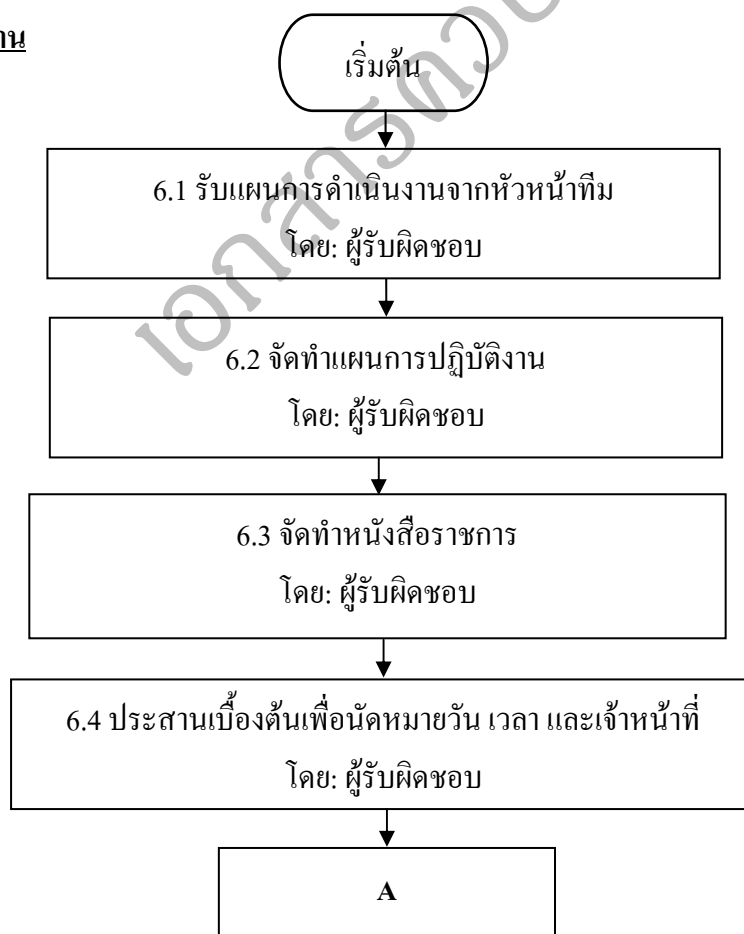 เริ่มต้น
6.1 รับแผนการดำเนินงานจากหัวหน้าทีม
โดย: ผู้รับผิดชอบ
6.2 จัดทำแผนการปฏิบัติงาน
โดย: ผู้รับผิดชอบ
6.3 จัดทำหนังสือราชการ
โดย: ผู้รับผิดชอบ
6.4 ประสานเบื้องต้นเพื่อนัดหมายวัน เวลา และเจ้าหน้าที่
โดย: ผู้รับผิดชอบ
A